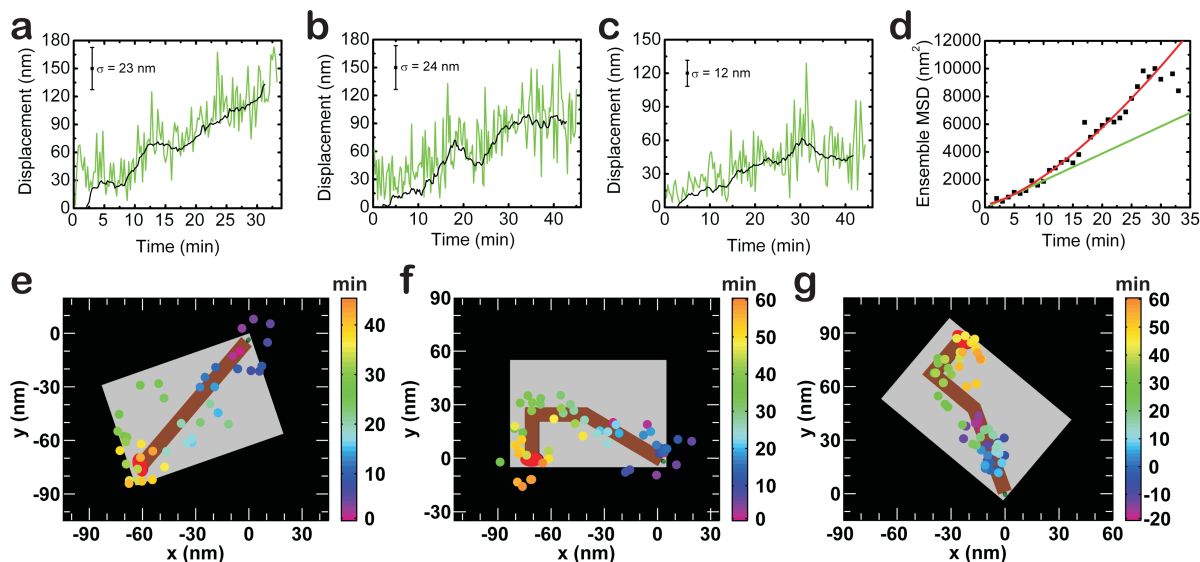 a
Displacement (nm)
180
150
120
90
60
30
0
σ = 23 nm
0 10 20 30
Time (min)
b
Displacement (nm)
180
150
120
90
60
30
0
σ = 24 nm
0 10 20 30 40
Time (min)
c
Displacement (nm)
150
120
90
60
30
0
σ = 12 nm
0 10 20 30 40
Time (min)
d
Ensemble MSD (nm²)
12000
10000
8000
6000
4000
2000
0
0 5 10 15 20 25 30 35
Time (min)
e
y (nm)
0
-30
-60
-90
-90 -60 -30 0 30
x (nm)
min
40
30
20
10
0
f
y (nm)
90
60
30
0
-30
-90 -60 -30 0 30
x (nm)
min
60
50
40
30
20
10
0
g
y (nm)
90
60
30
0
-90 -60 -30 0 30 60
x (nm)
min
60
50
40
30
20
10
0
-10
-20